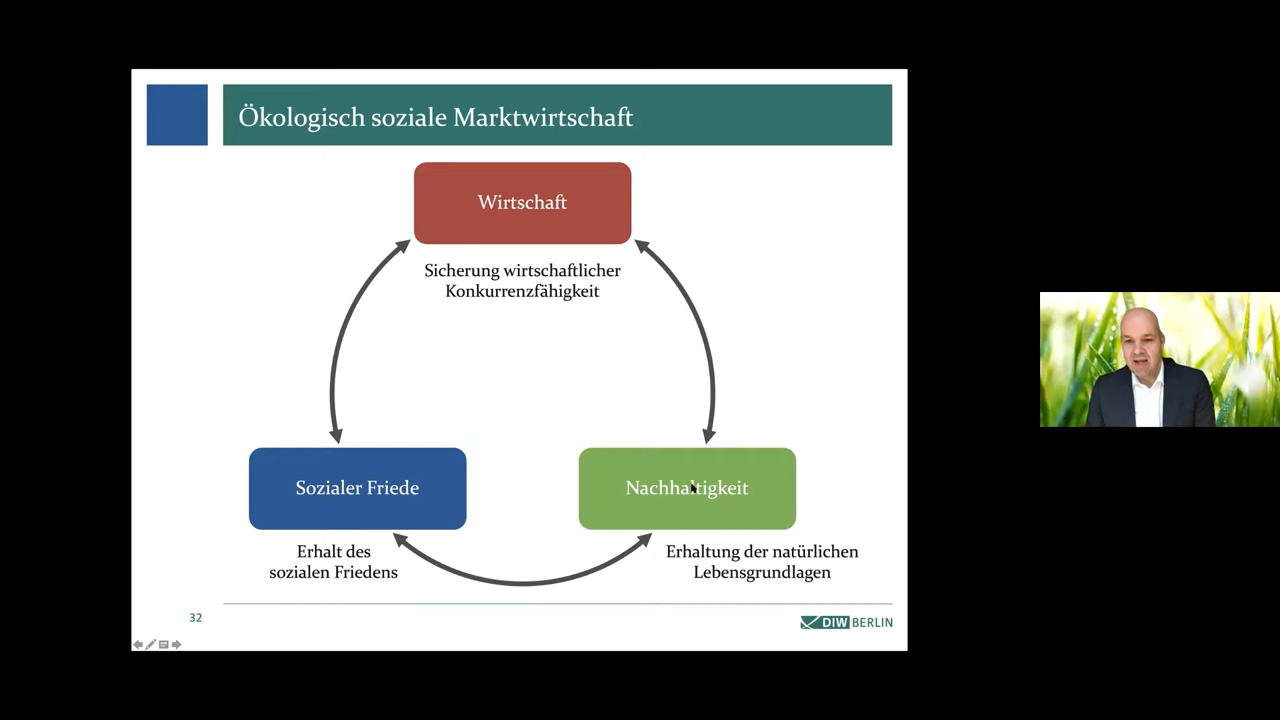 Ökologisch soziale Marktwirtschaft
Wirtschaft
Sicherung wirtschaftlicher
Konkurrenzfähigkeit
Sozialer Friede
Nachhaltigkeit
Erhalt des
sozialen Friedens
Erhaltung der natürlichen
Lebensgrundlagen
32
DIW BERLIN